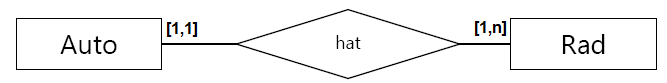 [1,1]
[1,n]
Auto
hat
Rad